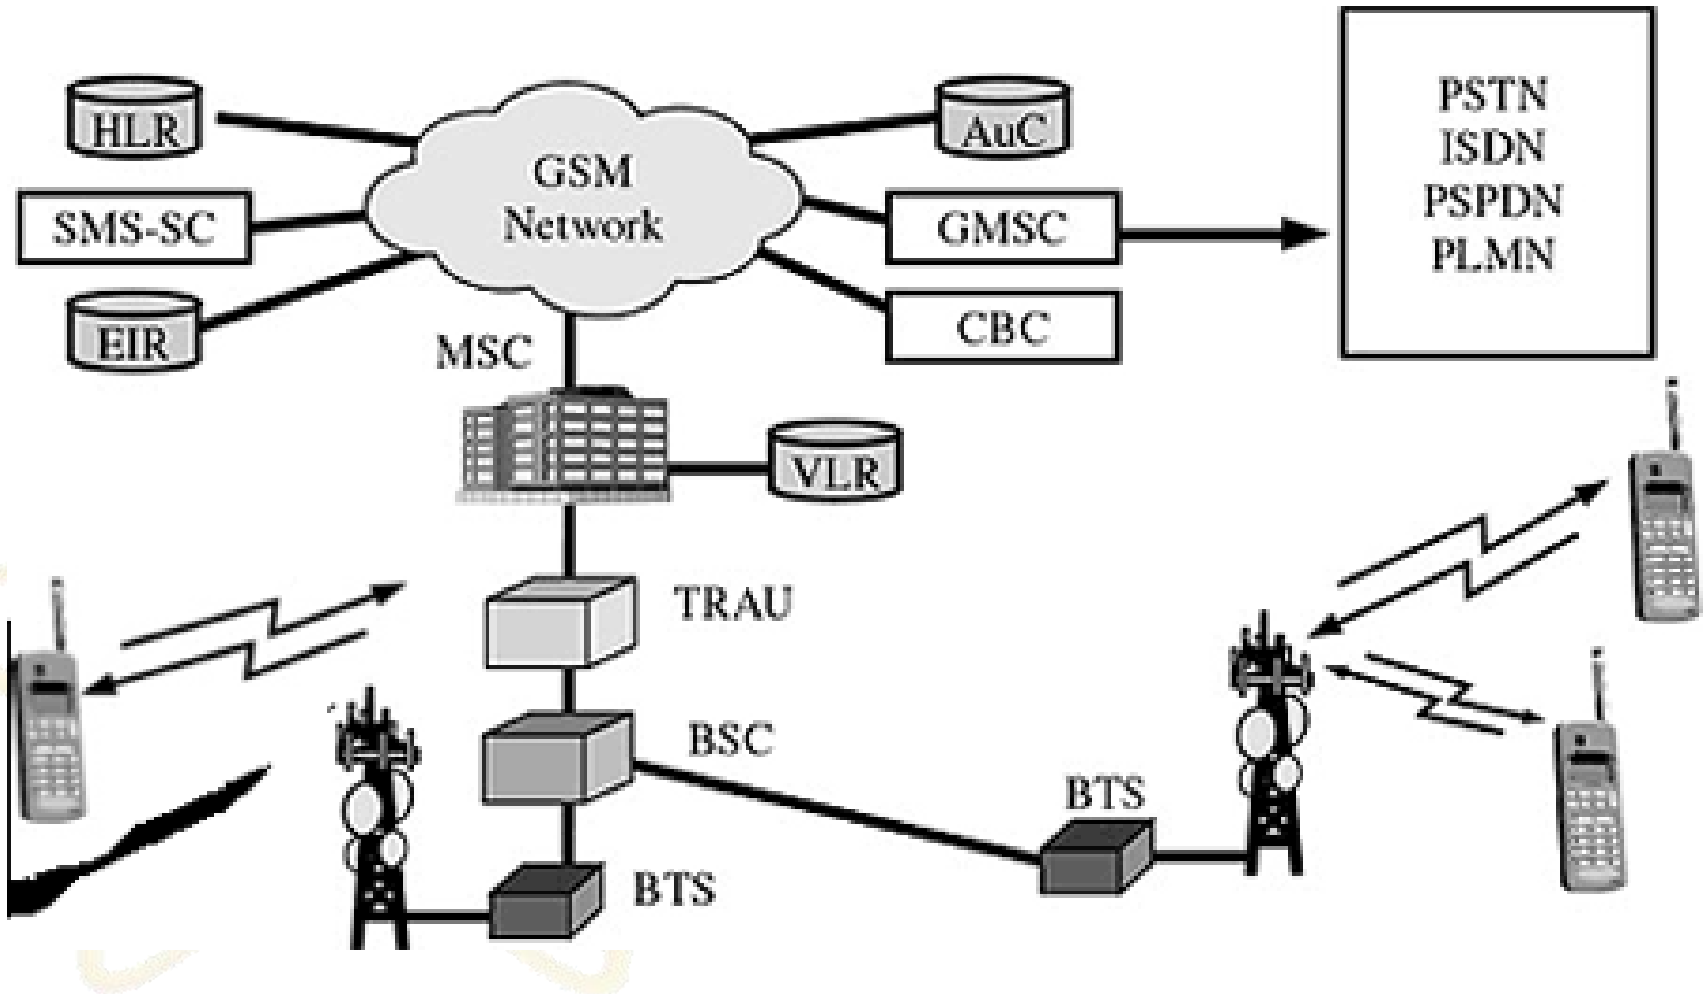 HLR
AuC
PSTN
ISDN
PSPDN
PLMN
GSM
Network
SMS-SC
GMSC
EIR
CBC
MSC
VLR
TRAU
BSC
BTS
BTS